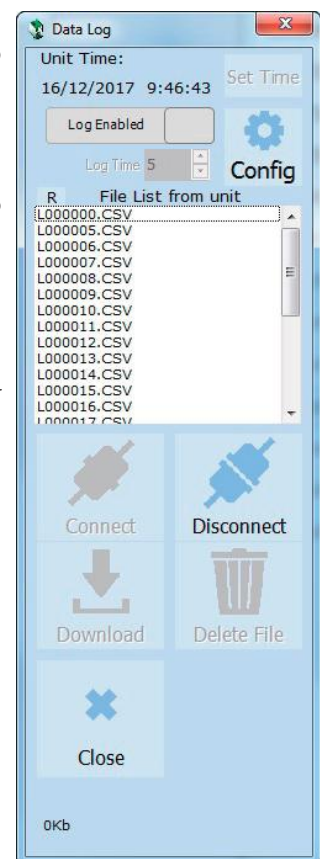 Data Log
Unit Time:
16/12/2017 9:46:43
Set Time
Log Enabled
Log Time 5
Config
R File List from unit
L000000.CSV
L000005.CSV
L000006.CSV
L000007.CSV
L000008.CSV
L000009.CSV
L000010.CSV
L000011.CSV
L000012.CSV
L000013.CSV
L000014.CSV
L000015.CSV
L000016.CSV
L000017.CSV
Connect Disconnect
Download Delete File
Close
0Kb